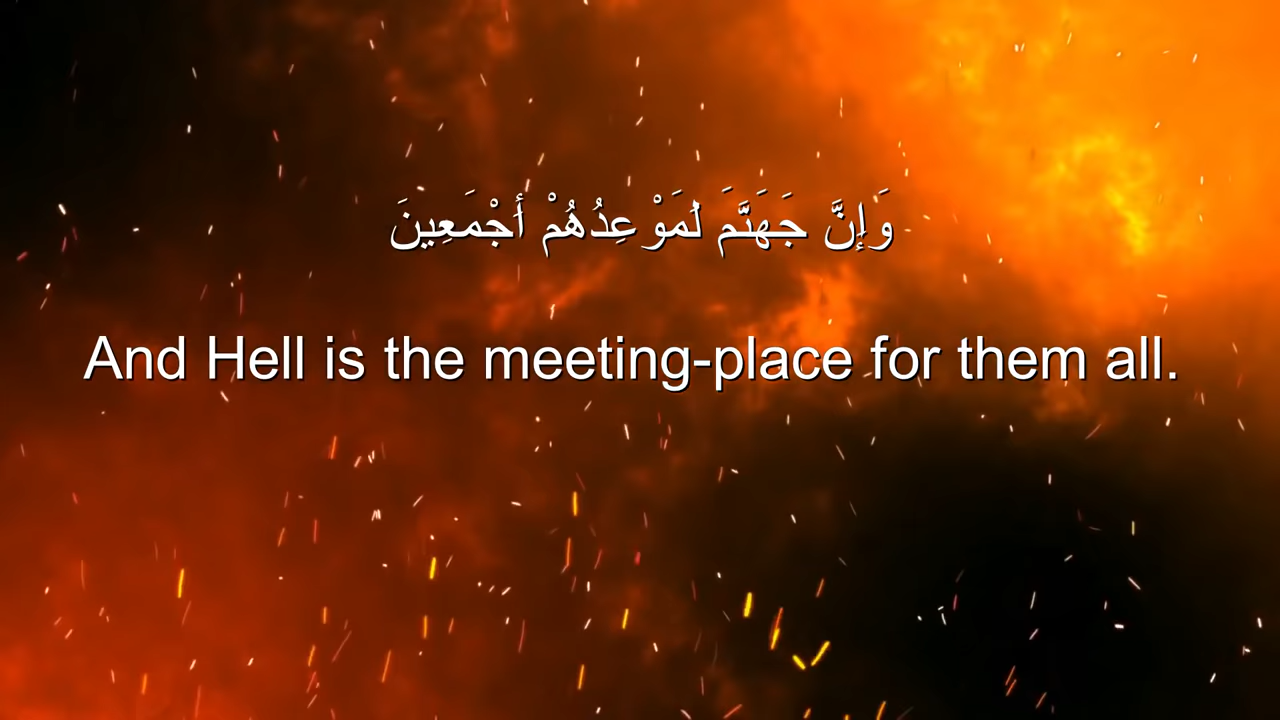 وَإِنَّ جَهَنَّمَ لَمَوْعِدُهُمْ أَجْمَعِينَ
And Hell is the meeting-place for them all.